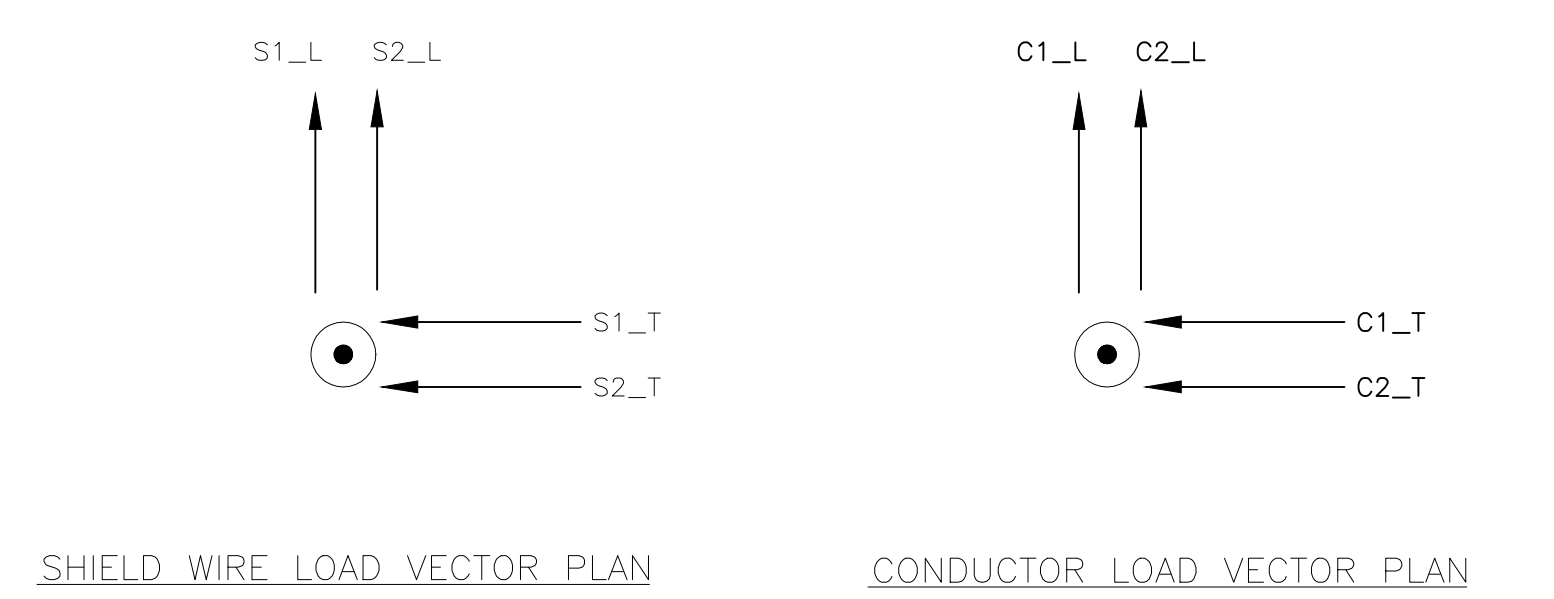 S1_L S2_L
S1_T
S2_T
SHIELD WIRE LOAD VECTOR PLAN
C1_L C2_L
C1_T
C2_T
CONDUCTOR LOAD VECTOR PLAN